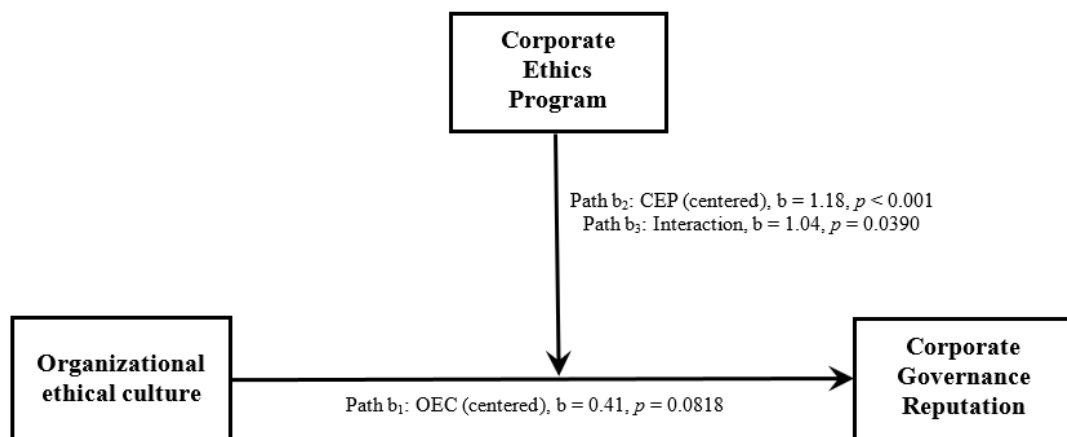 Corporate
Ethics
Program
Path b₂: CEP (centered), b = 1.18, p < 0.001
Path b₃: Interaction, b = 1.04, p = 0.0390
Organizational
ethical culture
Path b₁: OEC (centered), b = 0.41, p = 0.0818
Corporate
Governance
Reputation